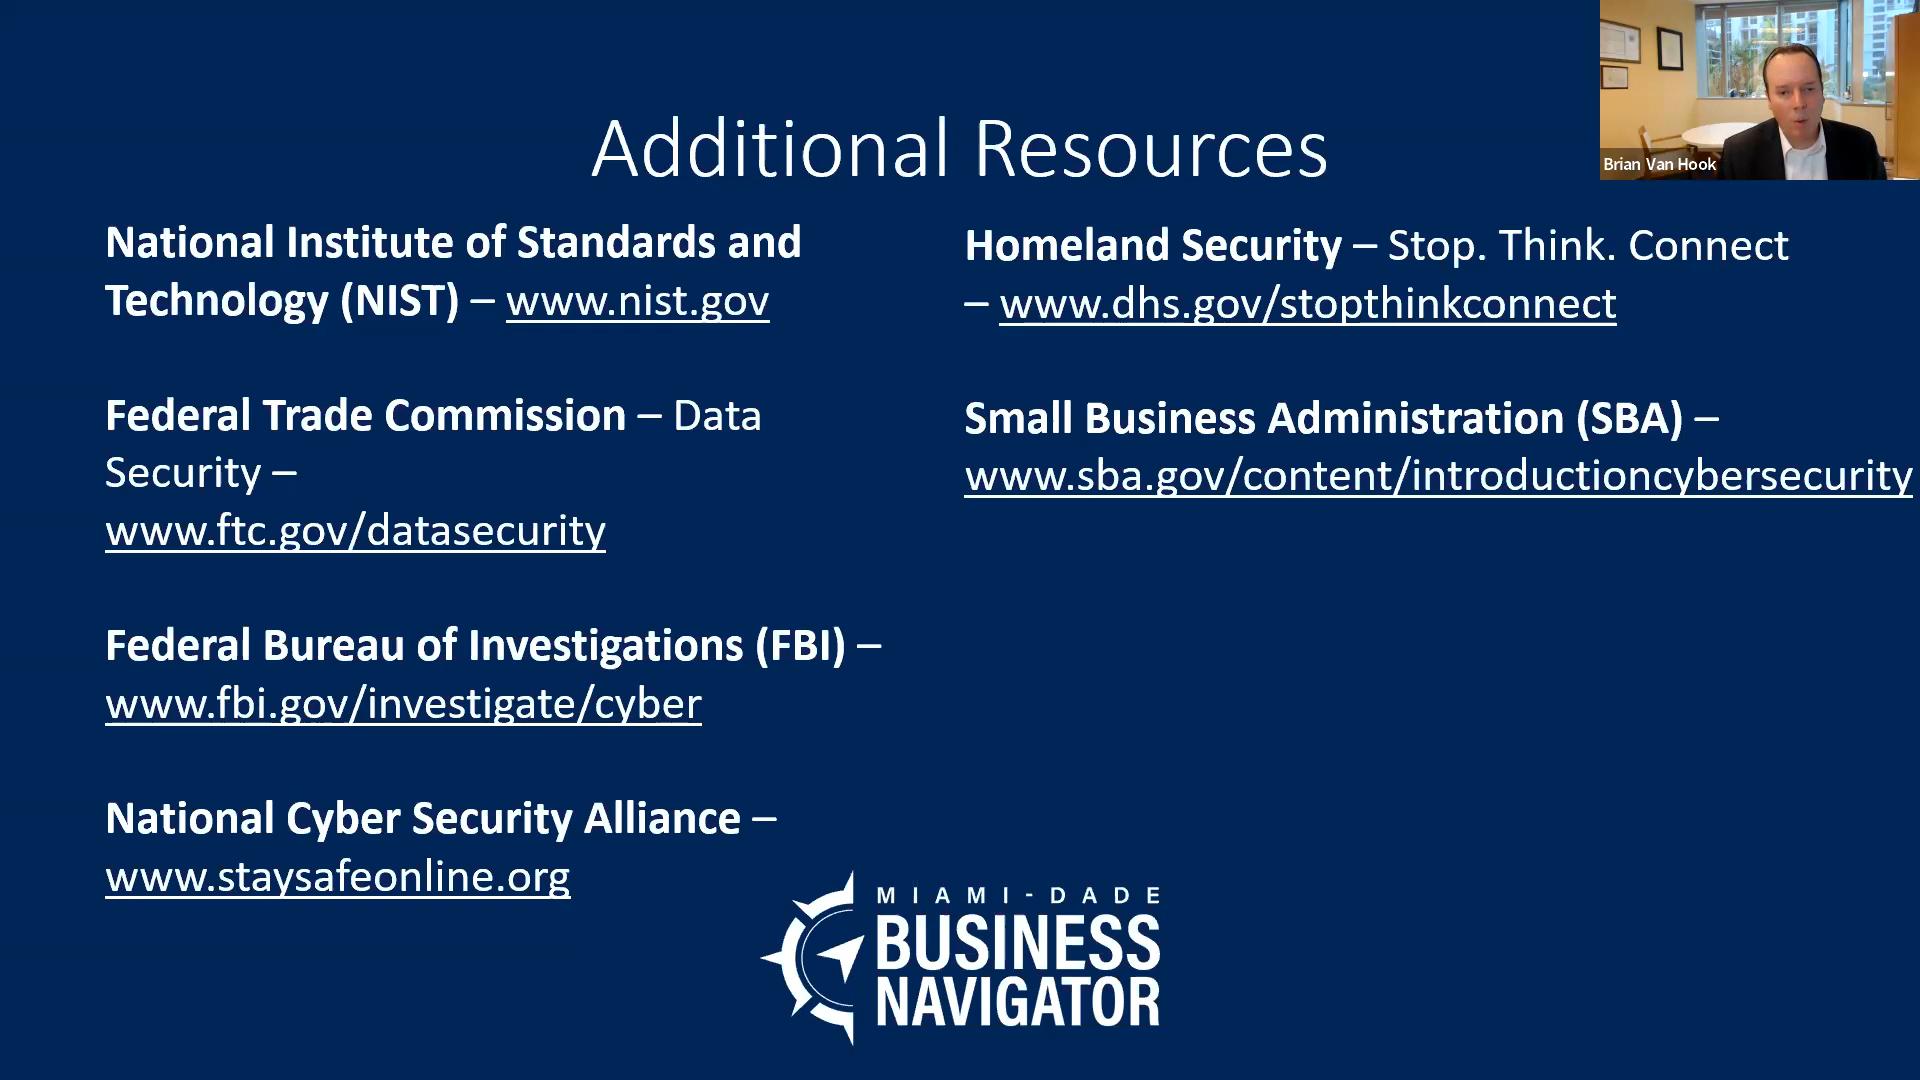 Additional Resources
Brian Van Hook
National Institute of Standards and
Technology (NIST) – www.nist.gov
Federal Trade Commission – Data
Security –
www.ftc.gov/datasecurity
Federal Bureau of Investigations (FBI) –
www.fbi.gov/investigate/cyber
National Cyber Security Alliance –
www.staysafeonline.org
Homeland Security – Stop. Think. Connect
– www.dhs.gov/stopthinkconnect
Small Business Administration (SBA) –
www.sba.gov/content/introductioncybersecurity
MIAMI-DADE
BUSINESS
NAVIGATOR